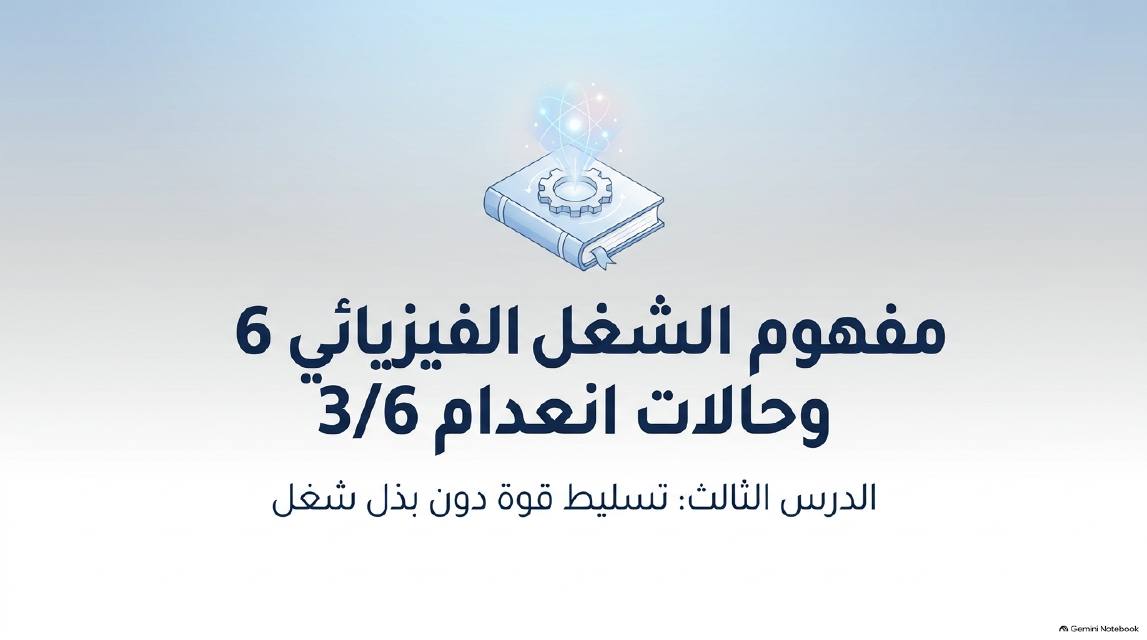 مفهوم الشغل الفيزيائي 6
وحالات انعدام 3/6
الدرس الثالث: تسليط قوة دون بذل شغل
Gemini Notebook